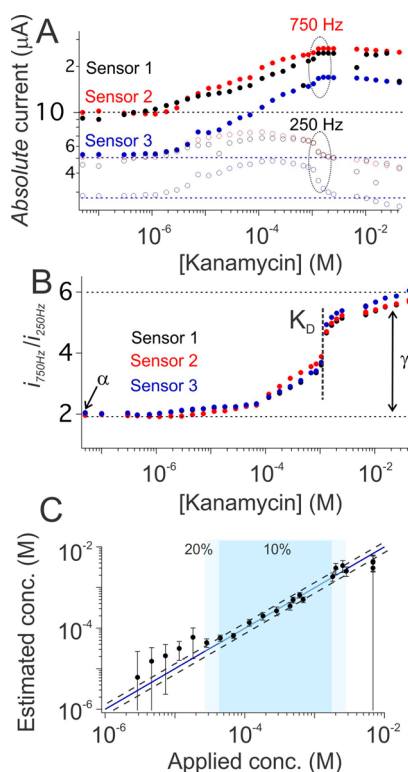 A
Absolute current (μA)
750 Hz
2
Sensor 1
Sensor 2
10
Sensor 3
250 Hz
6
4
2
10-6 10-4 10-2
[Kanamycin] (M)
B
i750Hz/i250Hz
6
4
2
KD
Sensor 1
Sensor 2
Sensor 3
α
γ
10-6 10-4 10-2
[Kanamycin] (M)
C
Estimated conc. (M)
20% 10%
10-2
10-4
10-6
10-6 10-4 10-2
Applied conc. (M)